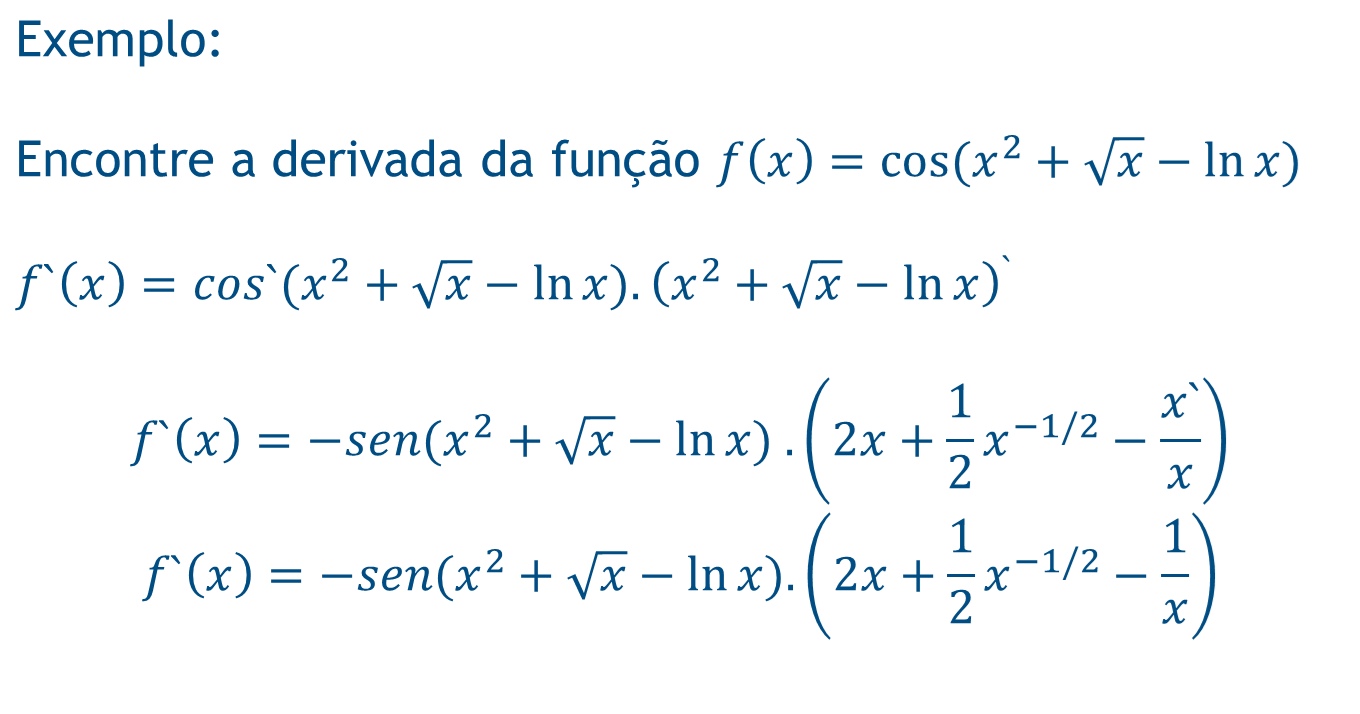 Exemplo:
Encontre a derivada da função f(x) = cos(x² + √x − ln x)
f`(x) = cos`(x² + √x − ln x). (x² + √x − ln x)`
f`(x) = −sen(x² + √x − ln x) . (2x + 1/2 x^(−1/2) − x`/x)
f`(x) = −sen(x² + √x − ln x). (2x + 1/2 x^(−1/2) − 1/x)